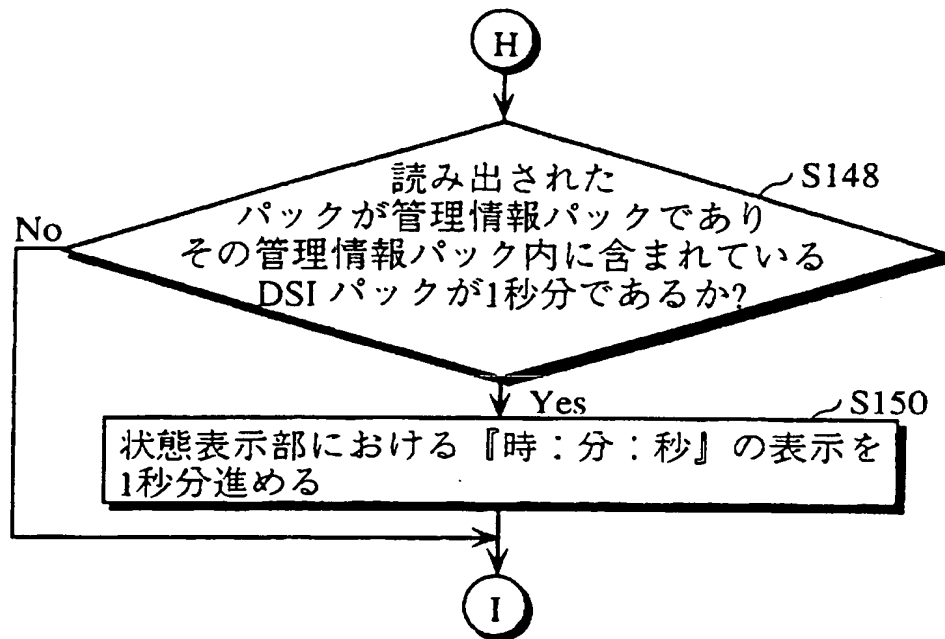 H
読み出された
S148
パックが管理情報パックであり
No
その管理情報パック内に含まれている
DSI パックが1秒分であるか?
Yes
S150
状態表示部における『時：分：秒』の表示を
1秒分進める
I